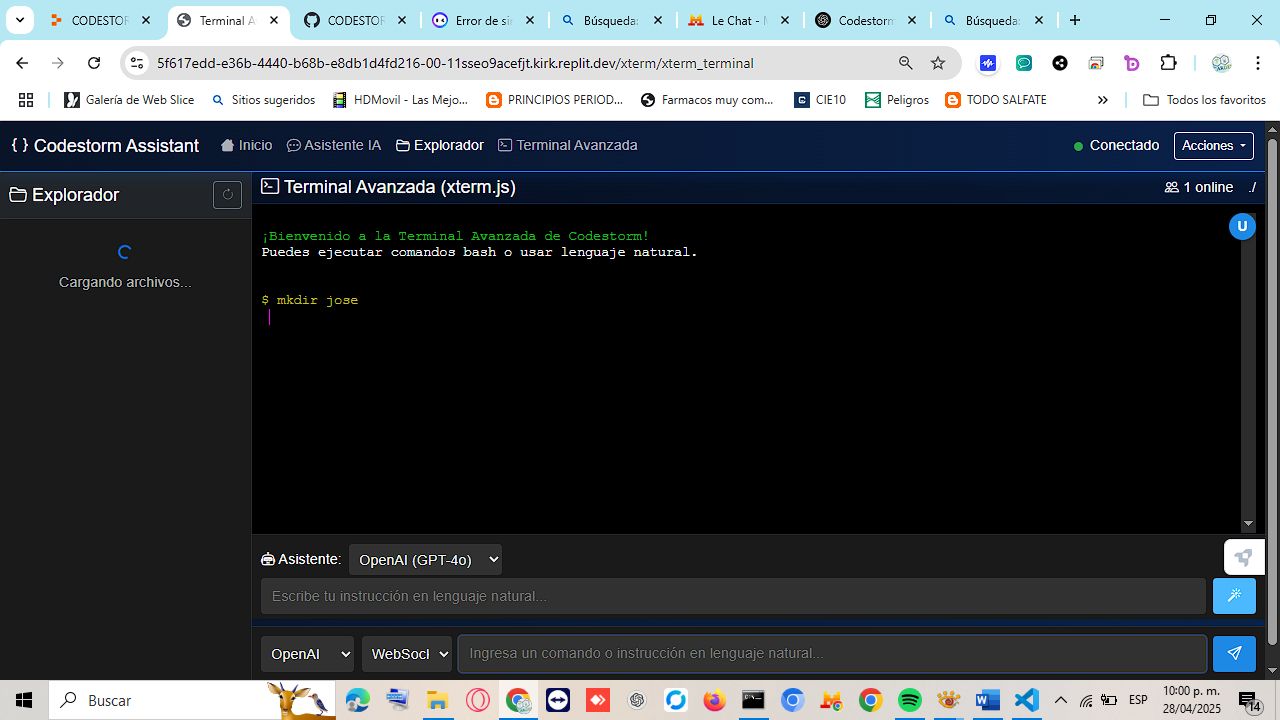 CODESTOR
Terminal A
CODESTOR
Error de sir
Búsqueda
Le Chat - M
Codestorm
Búsqueda:
5f617edd-e36b-4440-b68b-e8db1d4fd216-00-11seo9acefjt.kirk.replit.dev/xterm/xterm_terminal
Galería de Web Slice
Sitios sugeridos
HDMovil - Las Mejo...
PRINCIPIOS PERIOD...
Farmacos muy com...
CIE10
Peligros
TODO SALFATE
»
Todos los favoritos
{ } Codestorm Assistant
Inicio
Asistente IA
Explorador
Terminal Avanzada
Conectado
Acciones
Explorador
Cargando archivos...
Terminal Avanzada (xterm.js)
1 online
./
U
¡Bienvenido a la Terminal Avanzada de Codestorm!
Puedes ejecutar comandos bash o usar lenguaje natural.
$ mkdir jose
Asistente:
OpenAI (GPT-4o)
Escribe tu instrucción en lenguaje natural...
OpenAI
WebSocl
Ingresa un comando o instrucción en lenguaje natural...
Buscar
ESP
10:00 p. m.
28/04/2025
14